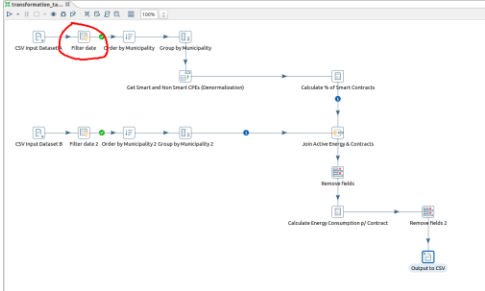 transformation_ta...
100%
CSV Input Dataset A
Filter date
Order by Municipality
Group by Municipality
Get Smart and Non Smart CPEs (Denormalization)
Calculate % of Smart Contracts
CSV Input Dataset B
Filter date 2
Order by Municipality 2
Group by Municipality 2
Join Active Energy & Contracts
Remove fields
Calculate Energy Consumption p/ Contract
Remove fields 2
Output to CSV